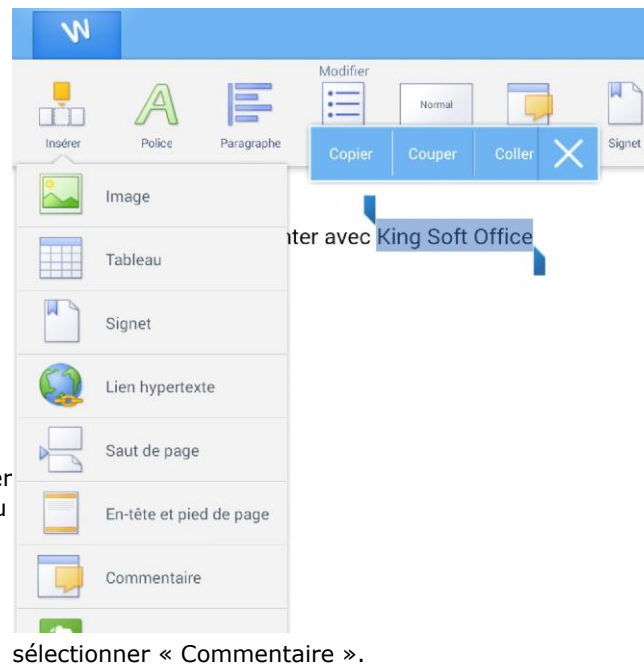 W
Modifier
Normal
Insérer Police Paragraphe Signet
Copier Couper Coller
Image
nter avec King Soft Office
Tableau
Signet
Lien hypertexte
Saut de page
er
u
En-tête et pied de page
Commentaire
sélectionner « Commentaire ».